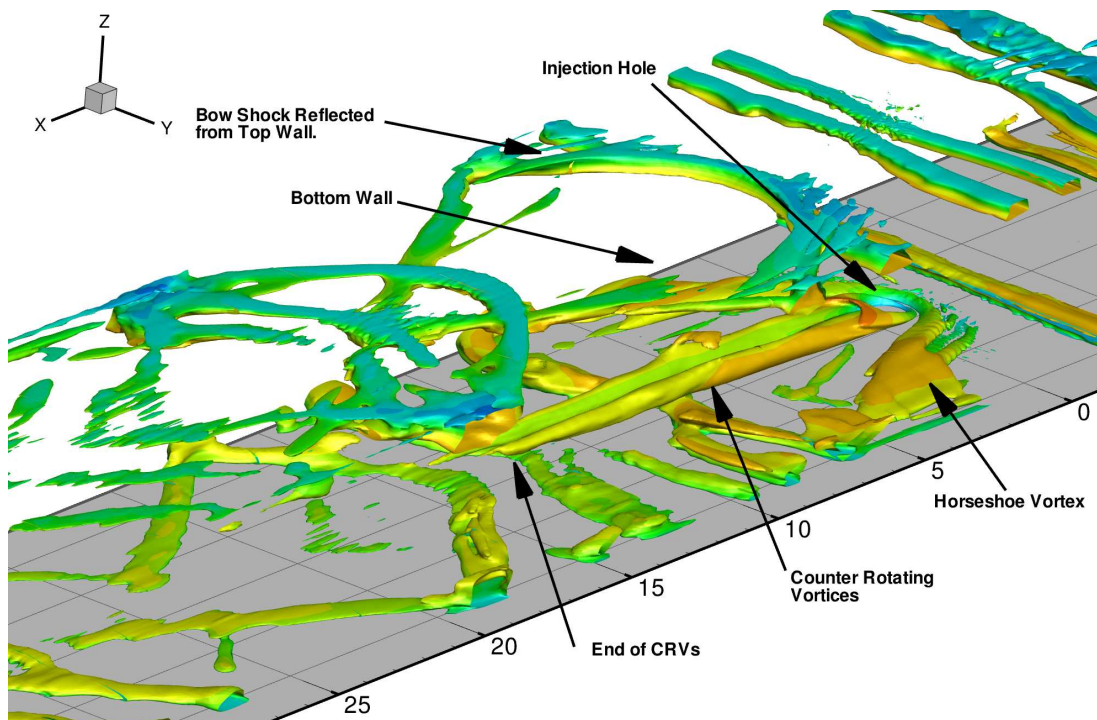 Z
X
Y
Injection Hole
Bow Shock Reflected
from Top Wall.
Bottom Wall
0
5
Horseshoe Vortex
10
Counter Rotating
Vortices
15
End of CRVs
20
25